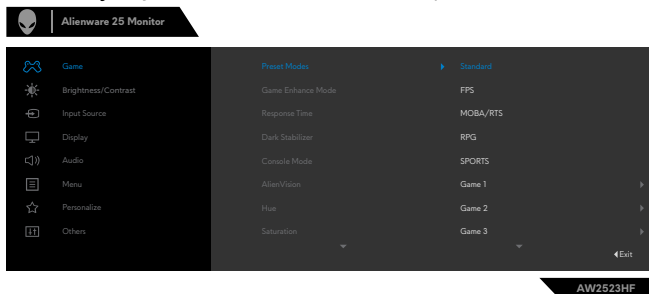 Alienware 25 Monitor
Game Preset Modes Standard
Brightness/Contrast Game Enhance Mode FPS
Input Source Response Time MOBA/RTS
Display Dark Stabilizer RPG
Audio Console Mode SPORTS
Menu AlienVision Game 1
Personalize Hue Game 2
Others Saturation Game 3
Exit
AW2523HF